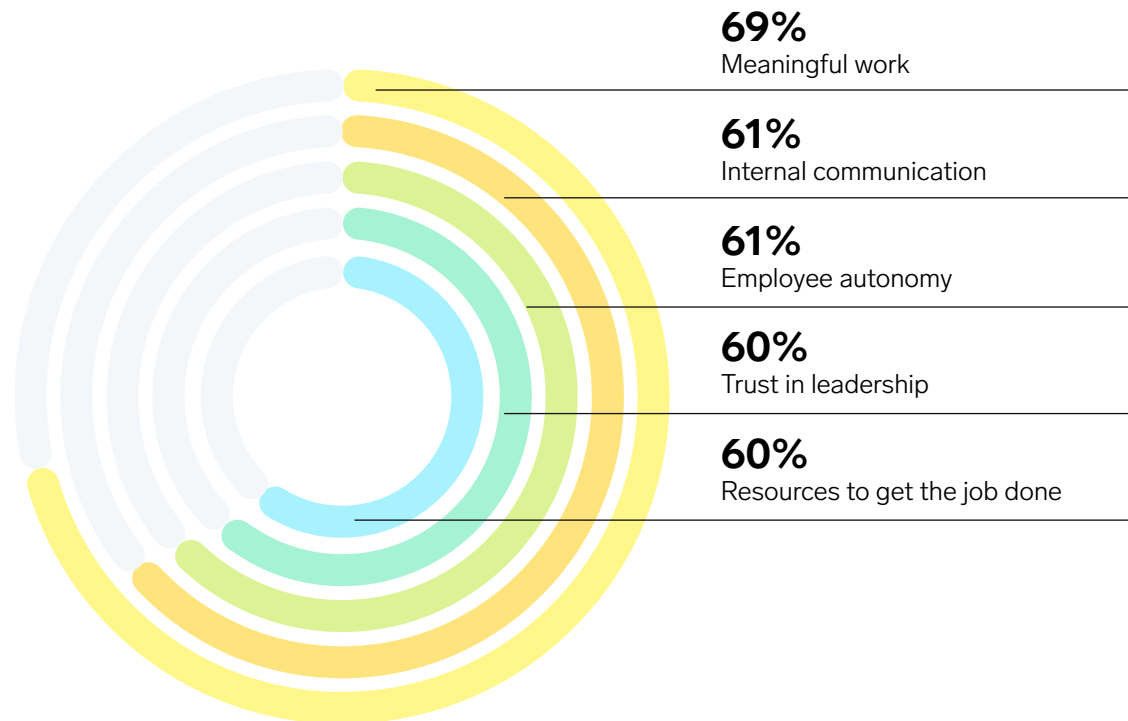 69%
Meaningful work
61%
Internal communication
61%
Employee autonomy
60%
Trust in leadership
60%
Resources to get the job done